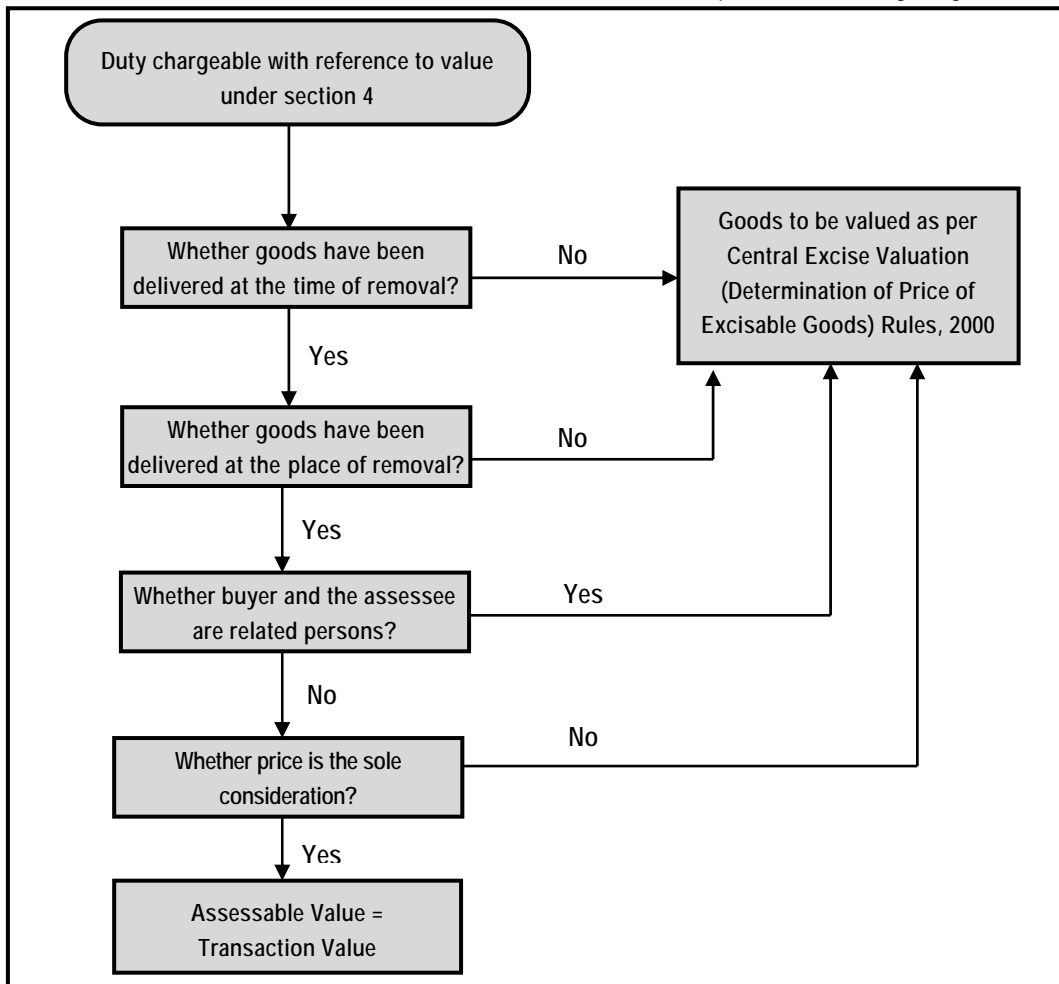 Duty chargeable with reference to value
under section 4
Whether goods have been
delivered at the time of removal?
No
Goods to be valued as per
Central Excise Valuation
(Determination of Price of
Excisable Goods) Rules, 2000
Yes
Whether goods have been
delivered at the place of removal?
No
Yes
Whether buyer and the assessee
are related persons?
Yes
No
Whether price is the sole
consideration?
No
Yes
Assessable Value =
Transaction Value